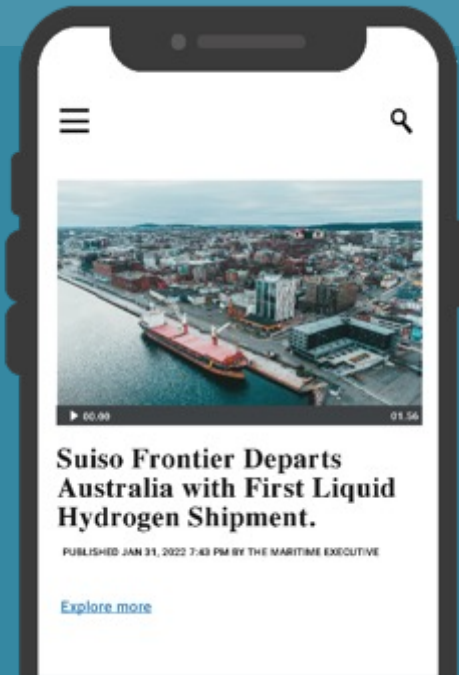 00.00 01.56
Suiso Frontier Departs
Australia with First Liquid
Hydrogen Shipment.
PUBLISHED JAN 31, 2022 7:43 PM BY THE MARITIME EXECUTIVE
Explore more